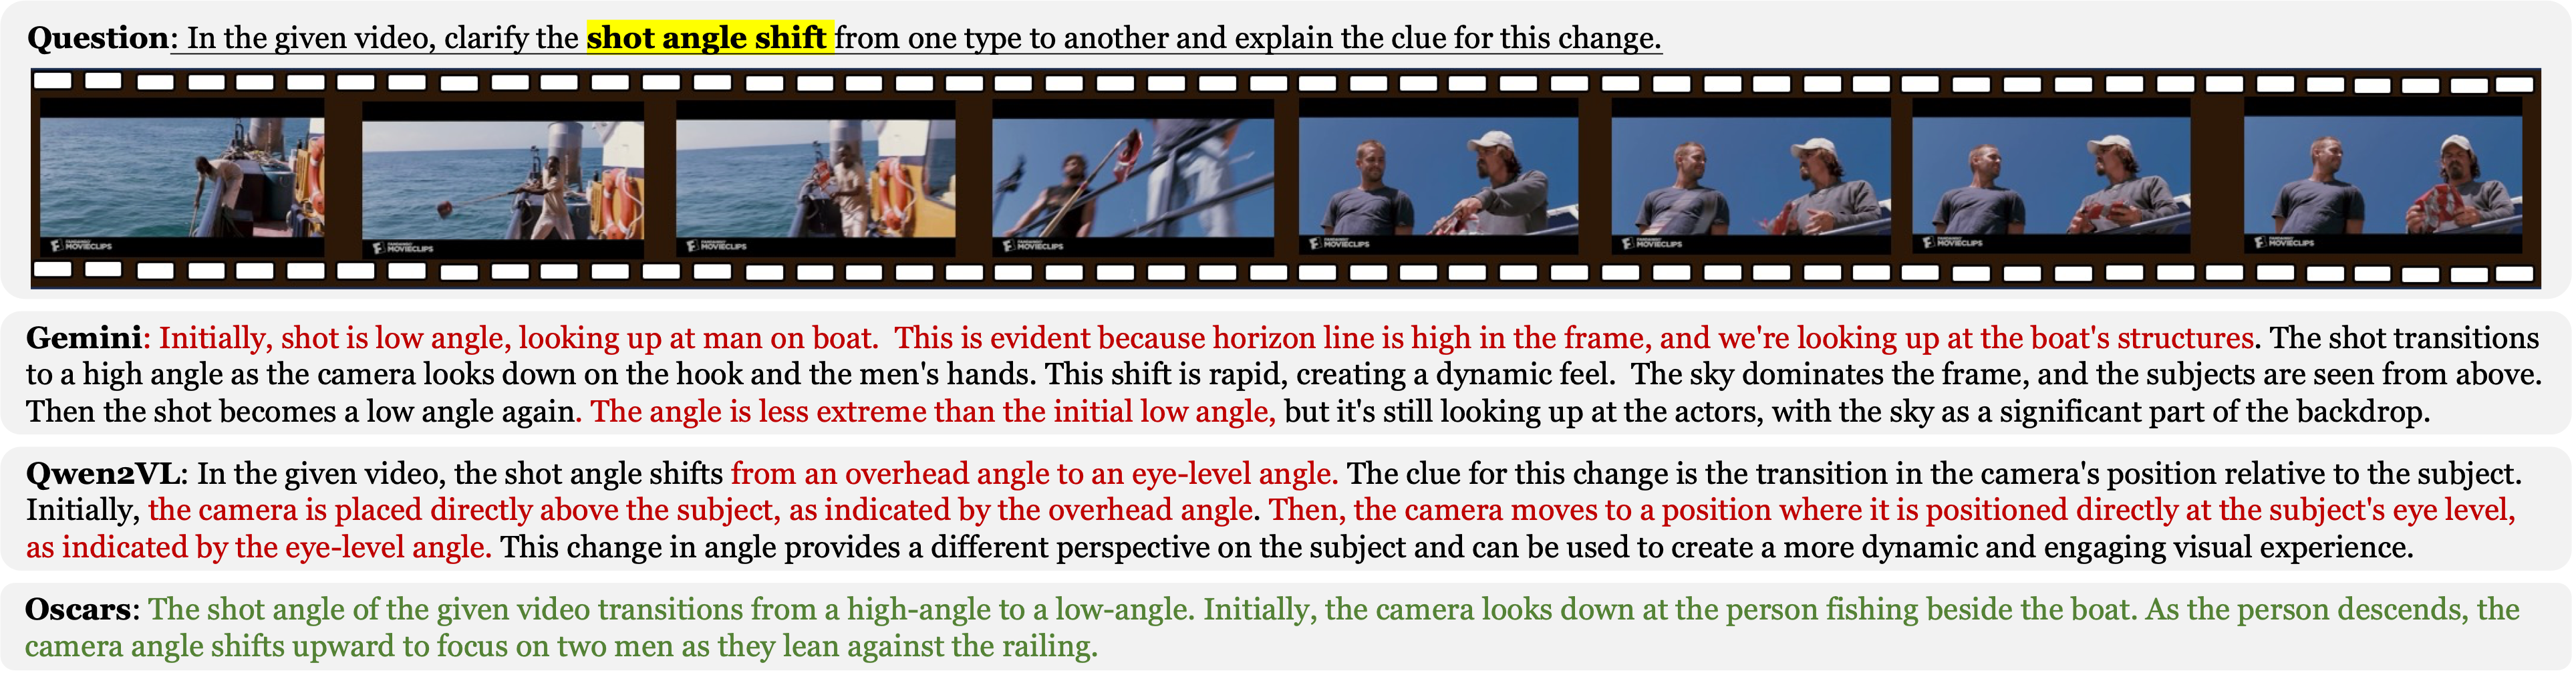 Question: In the given video, clarify the shot angle shift from one type to another and explain the clue for this change.
FANDANGO MOVIECLIPS
FANDANGO MOVIECLIPS
FANDANGO MOVIECLIPS
FANDANGO MOVIECLIPS
FANDANGO MOVIECLIPS
FANDANGO MOVIECLIPS
FANDANGO MOVIECLIPS
FANDANGO MOVIECLIPS
Gemini: Initially, shot is low angle, looking up at man on boat.  This is evident because horizon line is high in the frame, and we're looking up at the boat's structures. The shot transitions
to a high angle as the camera looks down on the hook and the men's hands. This shift is rapid, creating a dynamic feel.  The sky dominates the frame, and the subjects are seen from above.
Then the shot becomes a low angle again. The angle is less extreme than the initial low angle, but it's still looking up at the actors, with the sky as a significant part of the backdrop.
Qwen2VL: In the given video, the shot angle shifts from an overhead angle to an eye-level angle. The clue for this change is the transition in the camera's position relative to the subject.
Initially, the camera is placed directly above the subject, as indicated by the overhead angle. Then, the camera moves to a position where it is positioned directly at the subject's eye level,
as indicated by the eye-level angle. This change in angle provides a different perspective on the subject and can be used to create a more dynamic and engaging visual experience.
Oscars: The shot angle of the given video transitions from a high-angle to a low-angle. Initially, the camera looks down at the person fishing beside the boat. As the person descends, the
camera angle shifts upward to focus on two men as they lean against the railing.